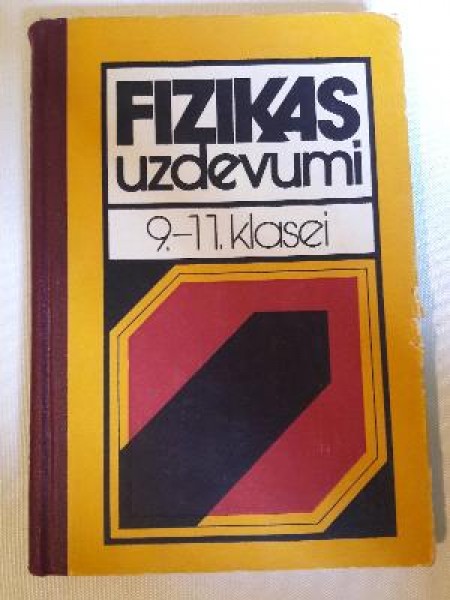 FIZIKAS
uzdevumi
9.–11. klasei